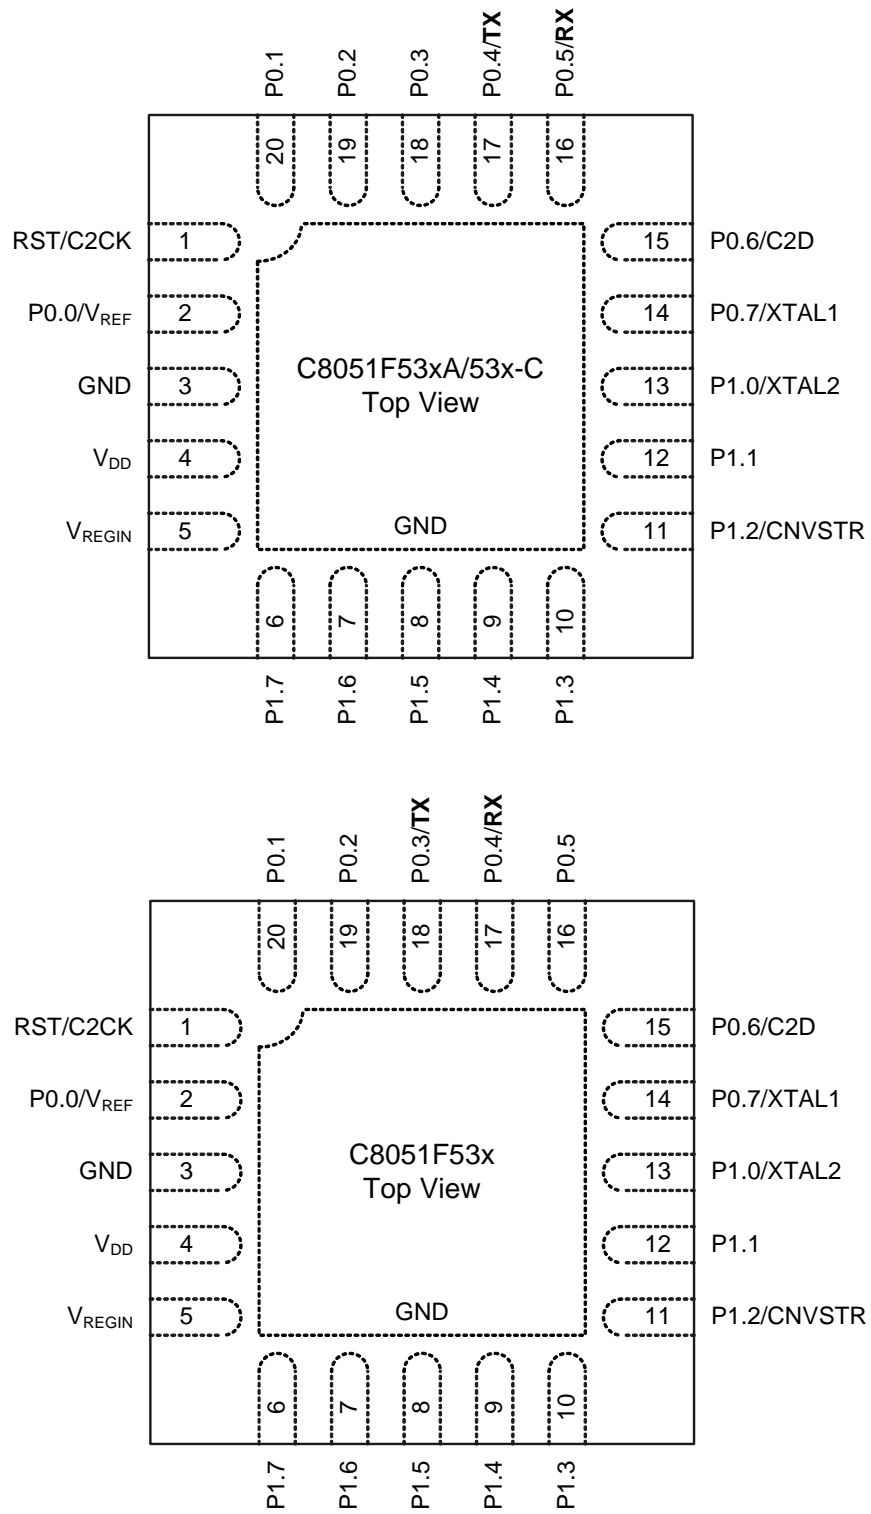 P0.1
P0.2
P0.3
P0.4/TX
P0.5/RX
20
19
18
17
16
RST/C2CK
1
15
P0.6/C2D
P0.0/VREF
2
14
P0.7/XTAL1
GND
3
C8051F53xA/53x-C
Top View
13
P1.0/XTAL2
VDD
4
12
P1.1
VREGIN
5
GND
11
P1.2/CNVSTR
6
7
8
9
10
P1.7
P1.6
P1.5
P1.4
P1.3
P0.1
P0.2
P0.3/TX
P0.4/RX
P0.5
20
19
18
17
16
RST/C2CK
1
15
P0.6/C2D
P0.0/VREF
2
14
P0.7/XTAL1
GND
3
C8051F53x
Top View
13
P1.0/XTAL2
VDD
4
12
P1.1
VREGIN
5
GND
11
P1.2/CNVSTR
6
7
8
9
10
P1.7
P1.6
P1.5
P1.4
P1.3